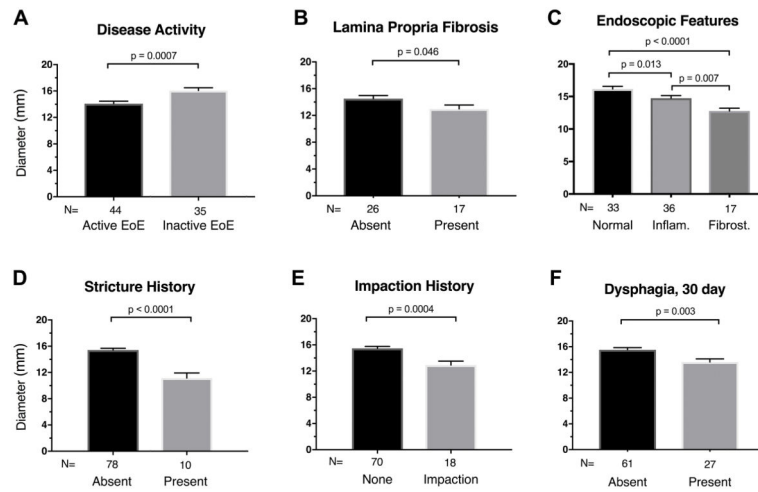 A
Disease Activity
p = 0.0007
Diameter (mm)
20
16
12
8
4
0
N= 44 35
Active EoE Inactive EoE
B
Lamina Propria Fibrosis
p = 0.046
20
16
12
8
4
0
N= 26 17
Absent Present
C
Endoscopic Features
p < 0.0001
p = 0.013
p = 0.007
20
15
10
5
0
N= 33 36 17
Normal Inflam. Fibrost.
D
Stricture History
p < 0.0001
Diameter (mm)
20
16
12
8
4
0
N= 78 10
Absent Present
E
Impaction History
p = 0.0004
20
16
12
8
4
0
N= 70 18
None Impaction
F
Dysphagia, 30 day
p = 0.003
20
16
12
8
4
0
N= 61 27
Absent Present